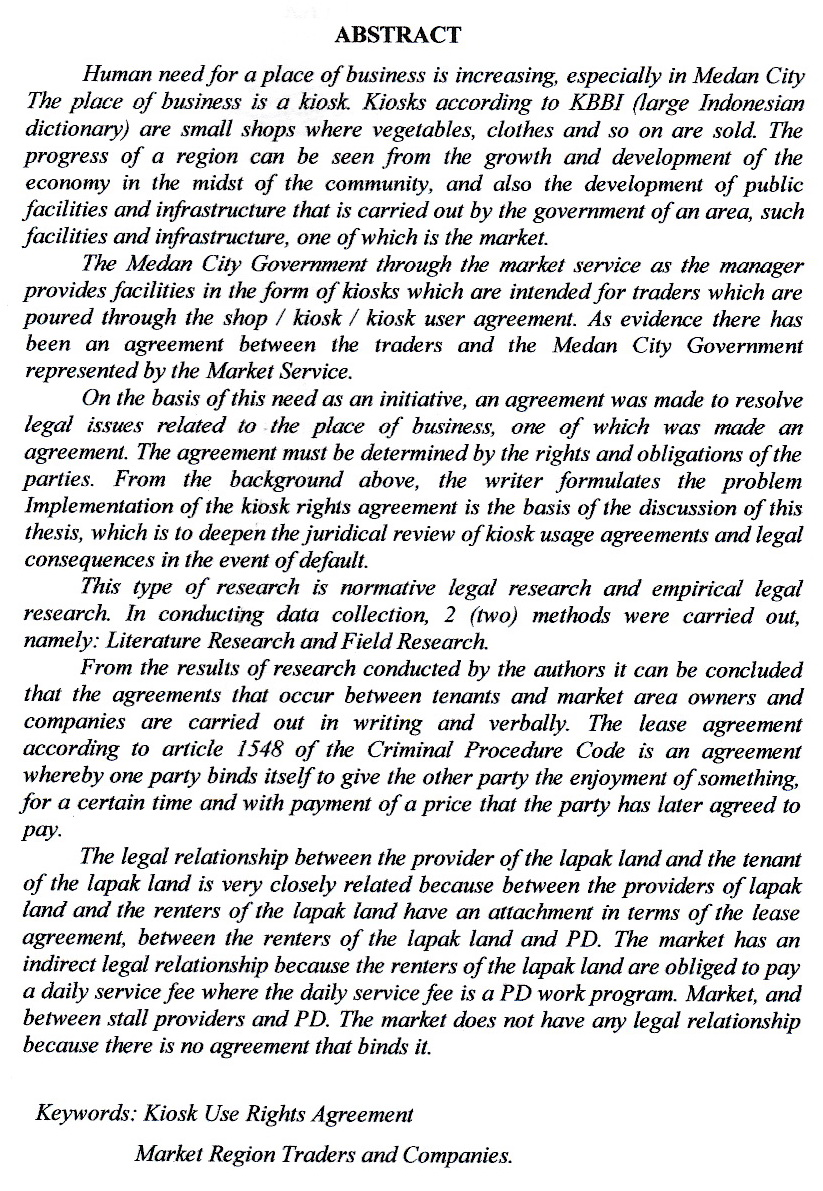 ABSTRACT
Human need for a place of business is increasing, especially in Medan City
The place of business is a kiosk. Kiosks according to KBBI (large Indonesian
dictionary) are small shops where vegetables, clothes and so on are sold. The
progress of a region can be seen from the growth and development of the
economy in the midst of the community, and also the development of public
facilities and infrastructure that is carried out by the government of an area, such
facilities and infrastructure, one of which is the market.
The Medan City Government through the market service as the manager
provides facilities in the form of kiosks which are intended for traders which are
poured through the shop / kiosk / kiosk user agreement. As evidence there has
been an agreement between the traders and the Medan City Government
represented by the Market Service.
On the basis of this need as an initiative, an agreement was made to resolve
legal issues related to the place of business, one of which was made an
agreement. The agreement must be determined by the rights and obligations of the
parties. From the background above, the writer formulates the problem
Implementation of the kiosk rights agreement is the basis of the discussion of this
thesis, which is to deepen the juridical review of kiosk usage agreements and legal
consequences in the event of default.
This type of research is normative legal research and empirical legal
research. In conducting data collection, 2 (two) methods were carried out,
namely: Literature Research and Field Research.
From the results of research conducted by the authors it can be concluded
that the agreements that occur between tenants and market area owners and
companies are carried out in writing and verbally. The lease agreement
according to article 1548 of the Criminal Procedure Code is an agreement
whereby one party binds itself to give the other party the enjoyment of something,
for a certain time and with payment of a price that the party has later agreed to
pay.
The legal relationship between the provider of the lapak land and the tenant
of the lapak land is very closely related because between the providers of lapak
land and the renters of the lapak land have an attachment in terms of the lease
agreement, between the renters of the lapak land and PD. The market has an
indirect legal relationship because the renters of the lapak land are obliged to pay
a daily service fee where the daily service fee is a PD work program. Market, and
between stall providers and PD. The market does not have any legal relationship
because there is no agreement that binds it.
Keywords: Kiosk Use Rights Agreement
Market Region Traders and Companies.